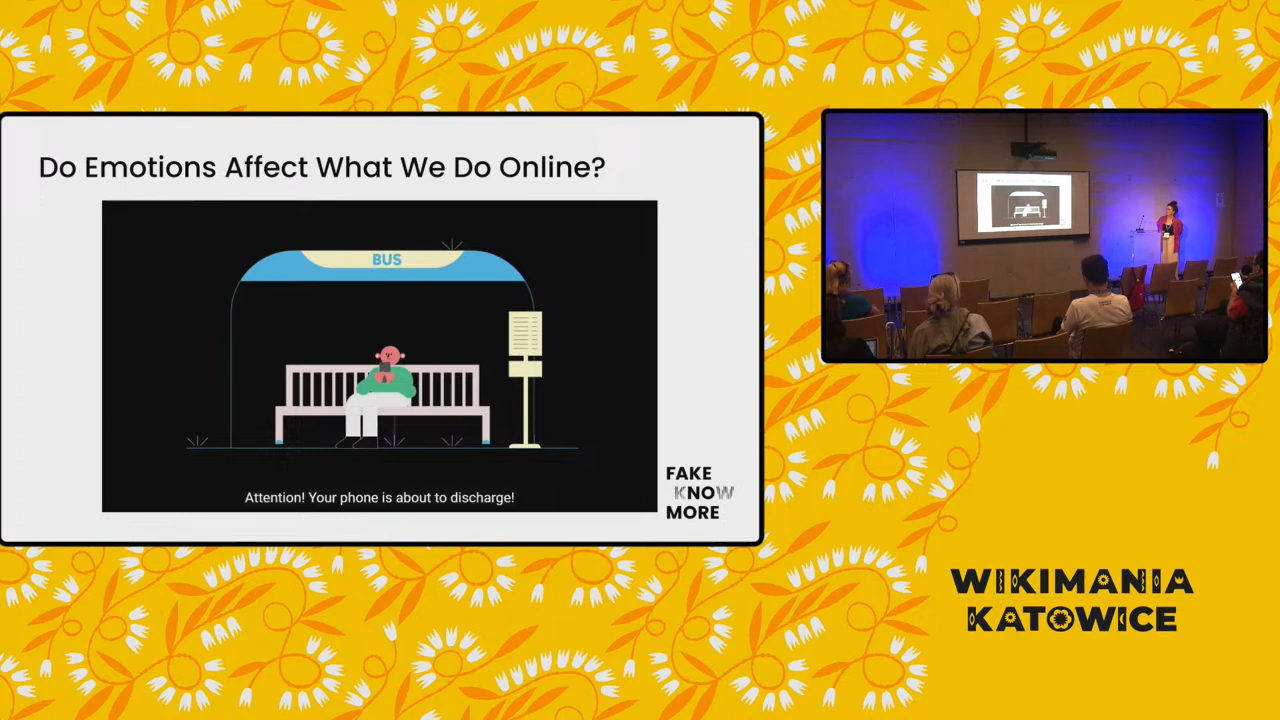 Do Emotions Affect What We Do Online?
BUS
Attention! Your phone is about to discharge!
FAKE
KNOW
MORE
WIKIMANIA
KATOWICE